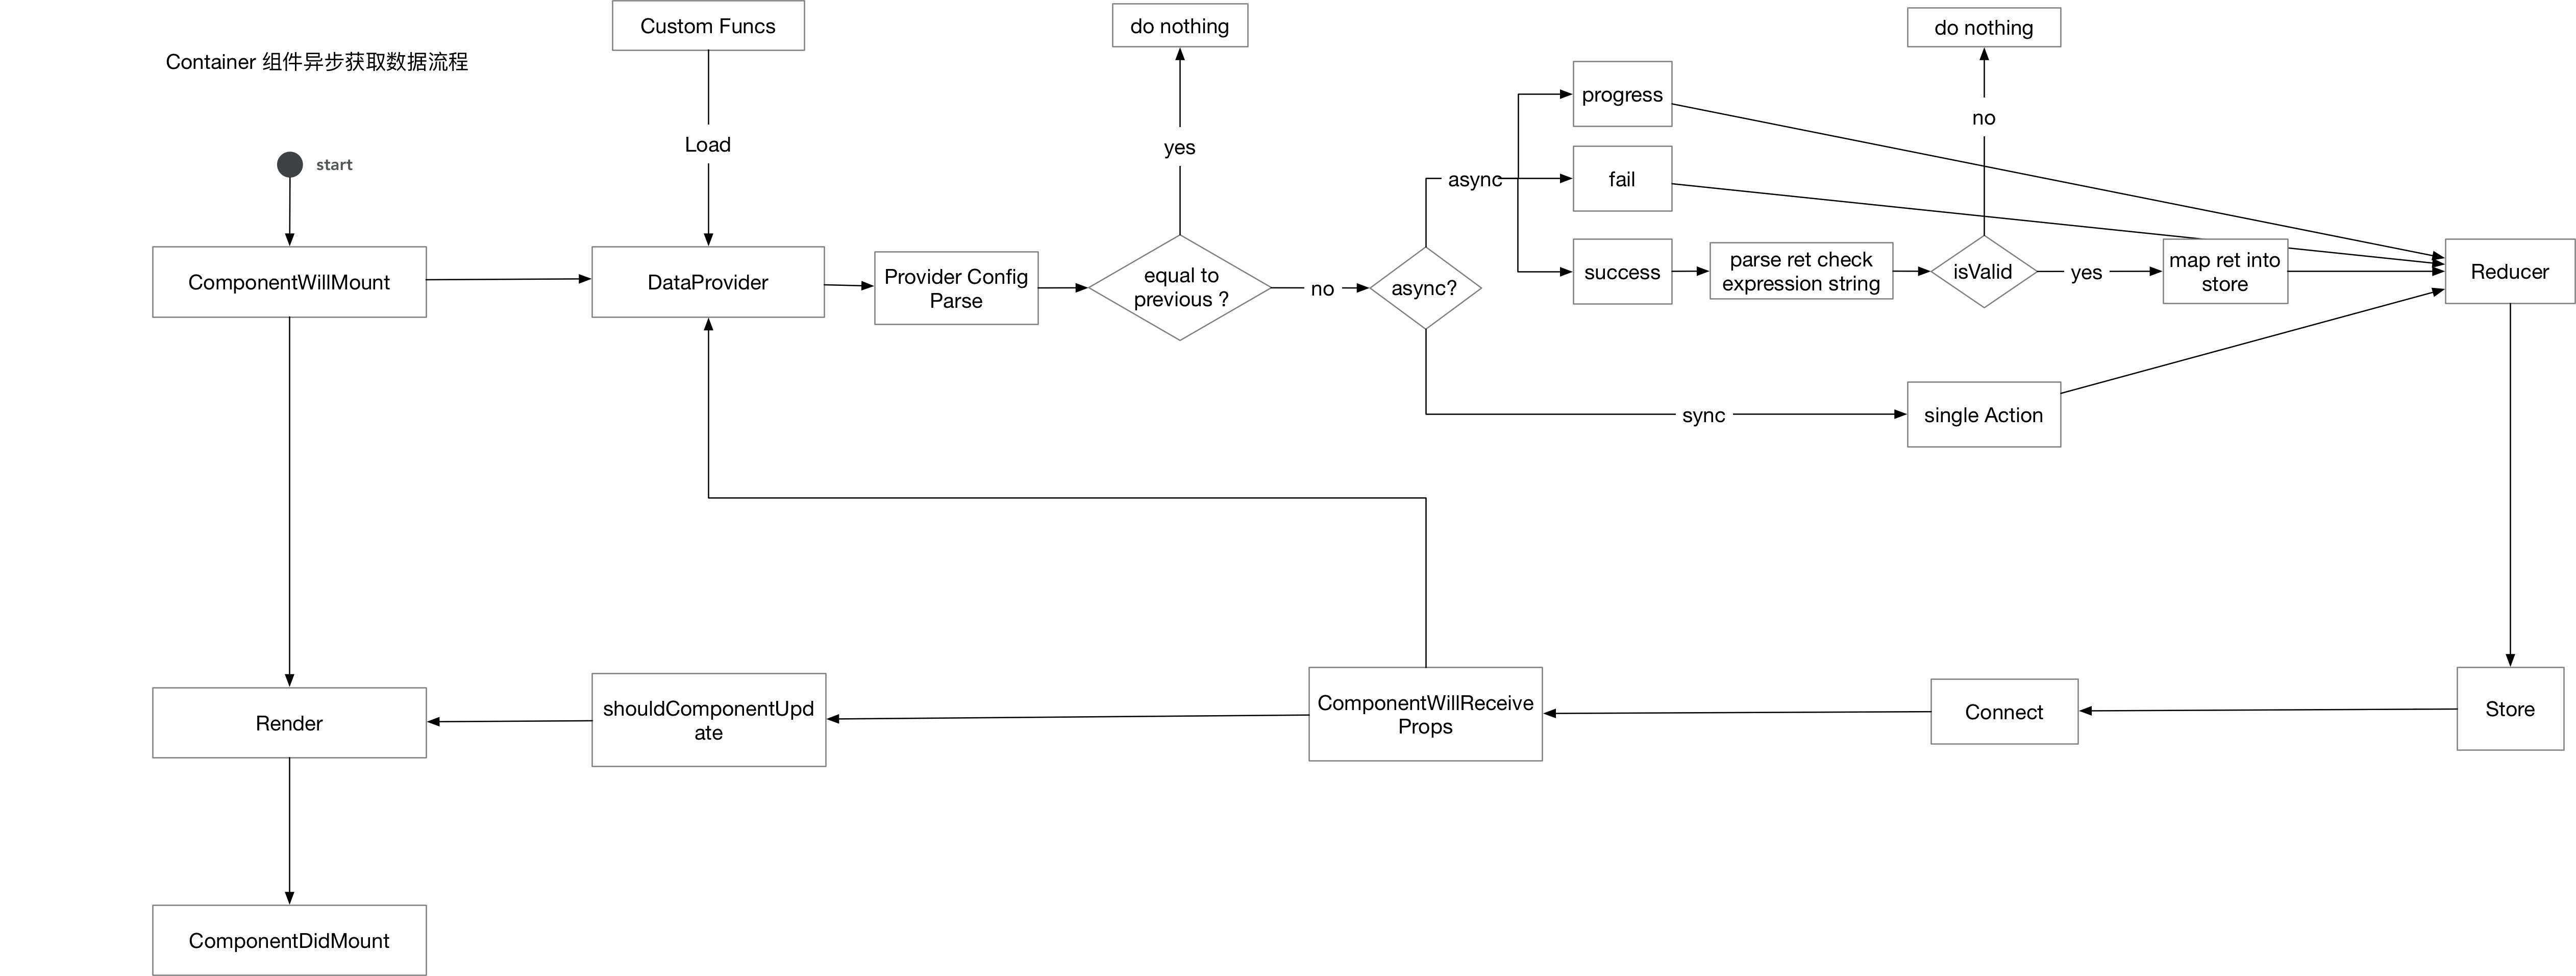 Container 组件异步获取数据流程
start
Custom Funcs
Load
do nothing
yes
do nothing
no
progress
async
fail
ComponentWillMount
DataProvider
Provider Config
Parse
equal to
previous ?
no
async?
success
parse ret check
expression string
isValid
yes
map ret into
store
Reducer
sync
single Action
Render
shouldComponentUpd
ate
ComponentWillReceive
Props
Connect
Store
ComponentDidMount